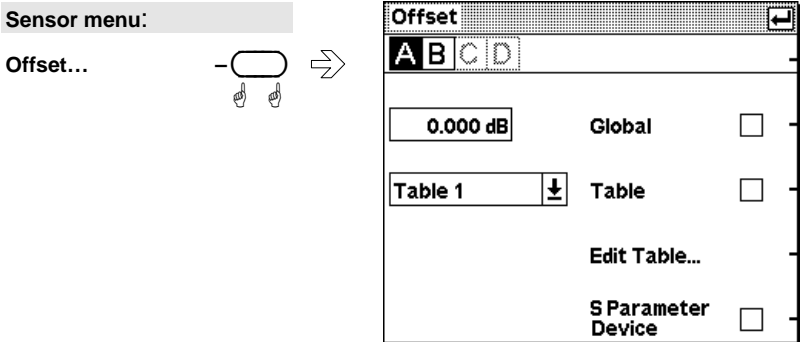 Sensor menu:
Offset…
Offset
A B C D
0.000 dB Global
Table 1 Table
Edit Table...
S Parameter
Device